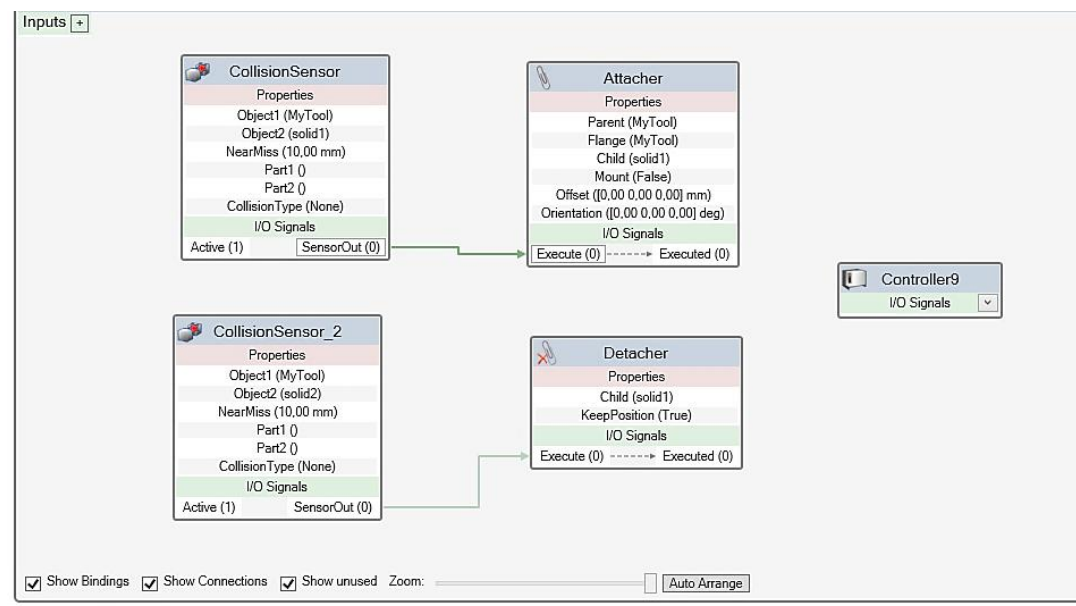 Inputs +
CollisionSensor
Properties
Object1 (MyTool)
Object2 (solid1)
NearMiss (10,00 mm)
Part1 ()
Part2 ()
CollisionType (None)
I/O Signals
Active (1) SensorOut (0)
Attacher
Properties
Parent (MyTool)
Flange (MyTool)
Child (solid1)
Mount (False)
Offset ([0,00 0,00 0,00] mm)
Orientation ([0,00 0,00 0,00] deg)
I/O Signals
Execute (0) Executed (0)
Controller9
I/O Signals
CollisionSensor_2
Properties
Object1 (MyTool)
Object2 (solid2)
NearMiss (10,00 mm)
Part1 ()
Part2 ()
CollisionType (None)
I/O Signals
Active (1) SensorOut (0)
Detacher
Properties
Child (solid1)
KeepPosition (True)
I/O Signals
Execute (0) Executed (0)
Show Bindings Show Connections Show unused Zoom: Auto Arrange